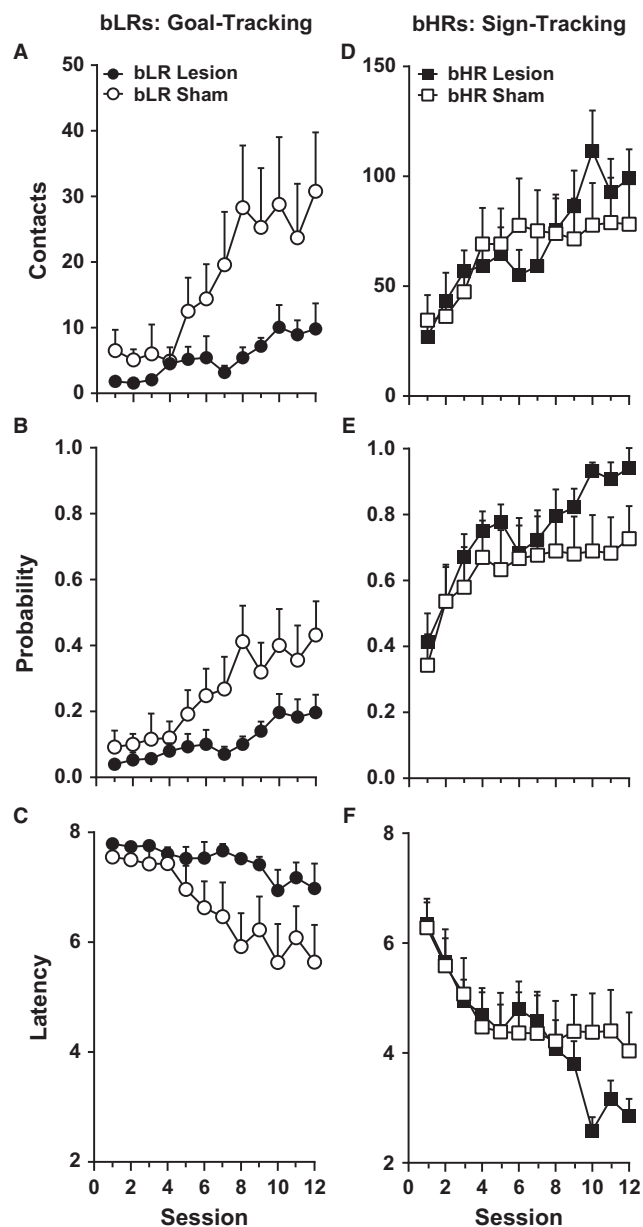 bLRs: Goal-Tracking
bHRs: Sign-Tracking
A
50
40
30
20
10
0
Contacts
bLR Lesion
bLR Sham
D
150
100
50
0
bHR Lesion
bHR Sham
B
1.0
0.8
0.6
0.4
0.2
0.0
Probability
E
1.0
0.8
0.6
0.4
0.2
0.0
C
8
6
4
2
Latency
0 2 4 6 8 10 12
Session
F
8
6
4
2
0 2 4 6 8 10 12
Session